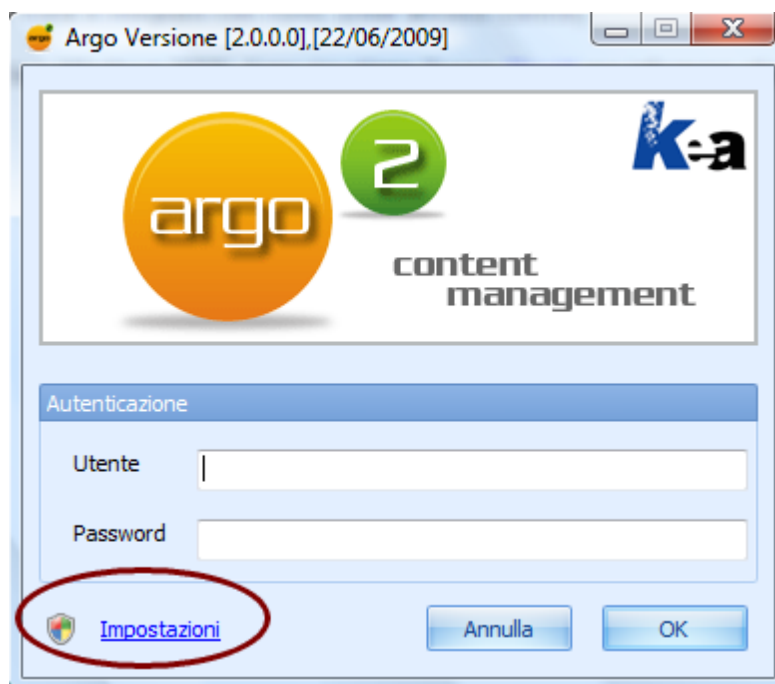 Argo Versione [2.0.0.0],[22/06/2009]
argo 2
kea
content
management
Autenticazione
Utente
Password
Impostazioni Annulla OK